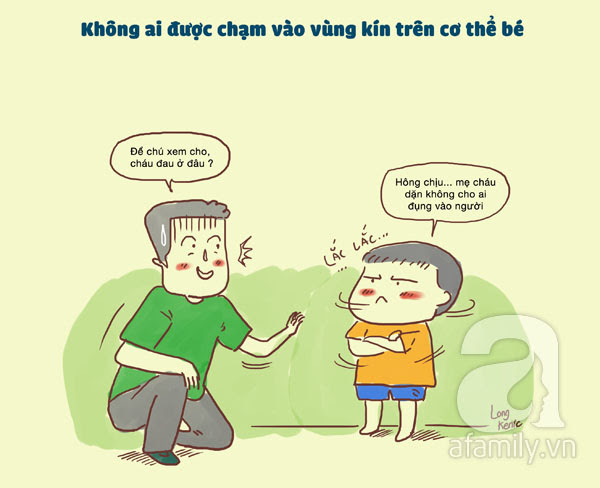 Không ai được chạm vào vùng kín trên cơ thể bé
Để chú xem cho,
cháu đau ở đâu ?
Hông chịu... mẹ cháu
dặn không cho ai
đụng vào người
LẮC LẮC...
Long
a
afamily.vn